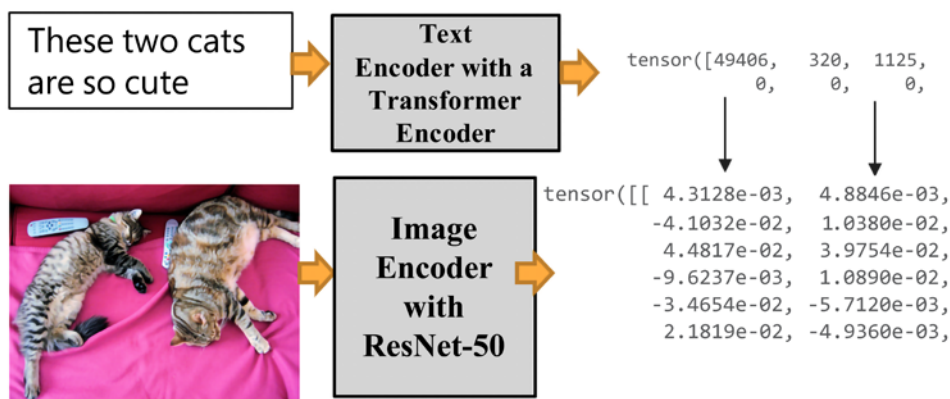 These two cats
are so cute
Text
Encoder with a
Transformer
Encoder
tensor([49406, 320, 1125,
0, 0, 0,
Image
Encoder
with
ResNet-50
tensor([[ 4.3128e-03, 4.8846e-03,
-4.1032e-02, 1.0380e-02,
4.4817e-02, 3.9754e-02,
-9.6237e-03, 1.0890e-02,
-3.4654e-02, -5.7120e-03,
2.1819e-02, -4.9360e-03,